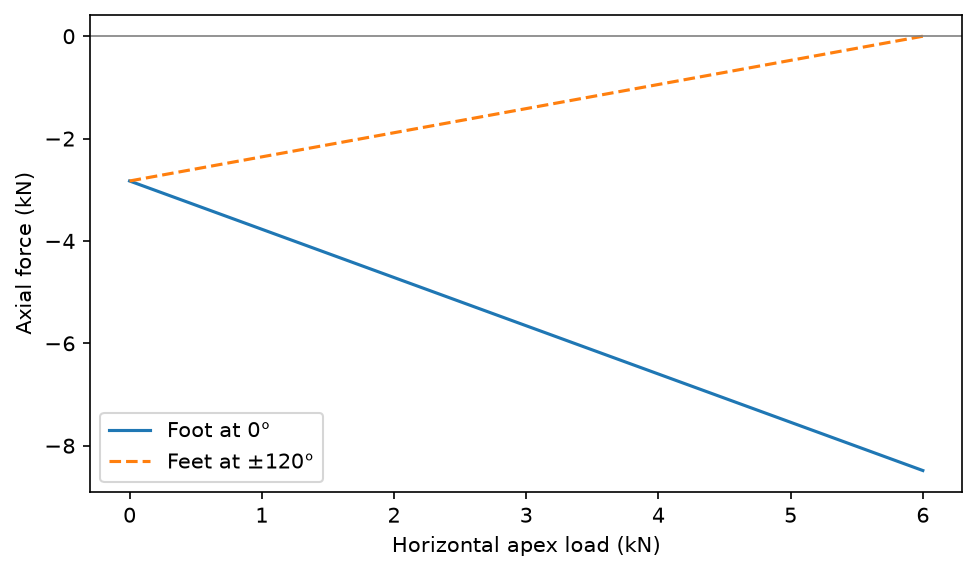 0
−2
−4
−6
−8
Axial force (kN)
Foot at 0°
Feet at ±120°
0 1 2 3 4 5 6
Horizontal apex load (kN)